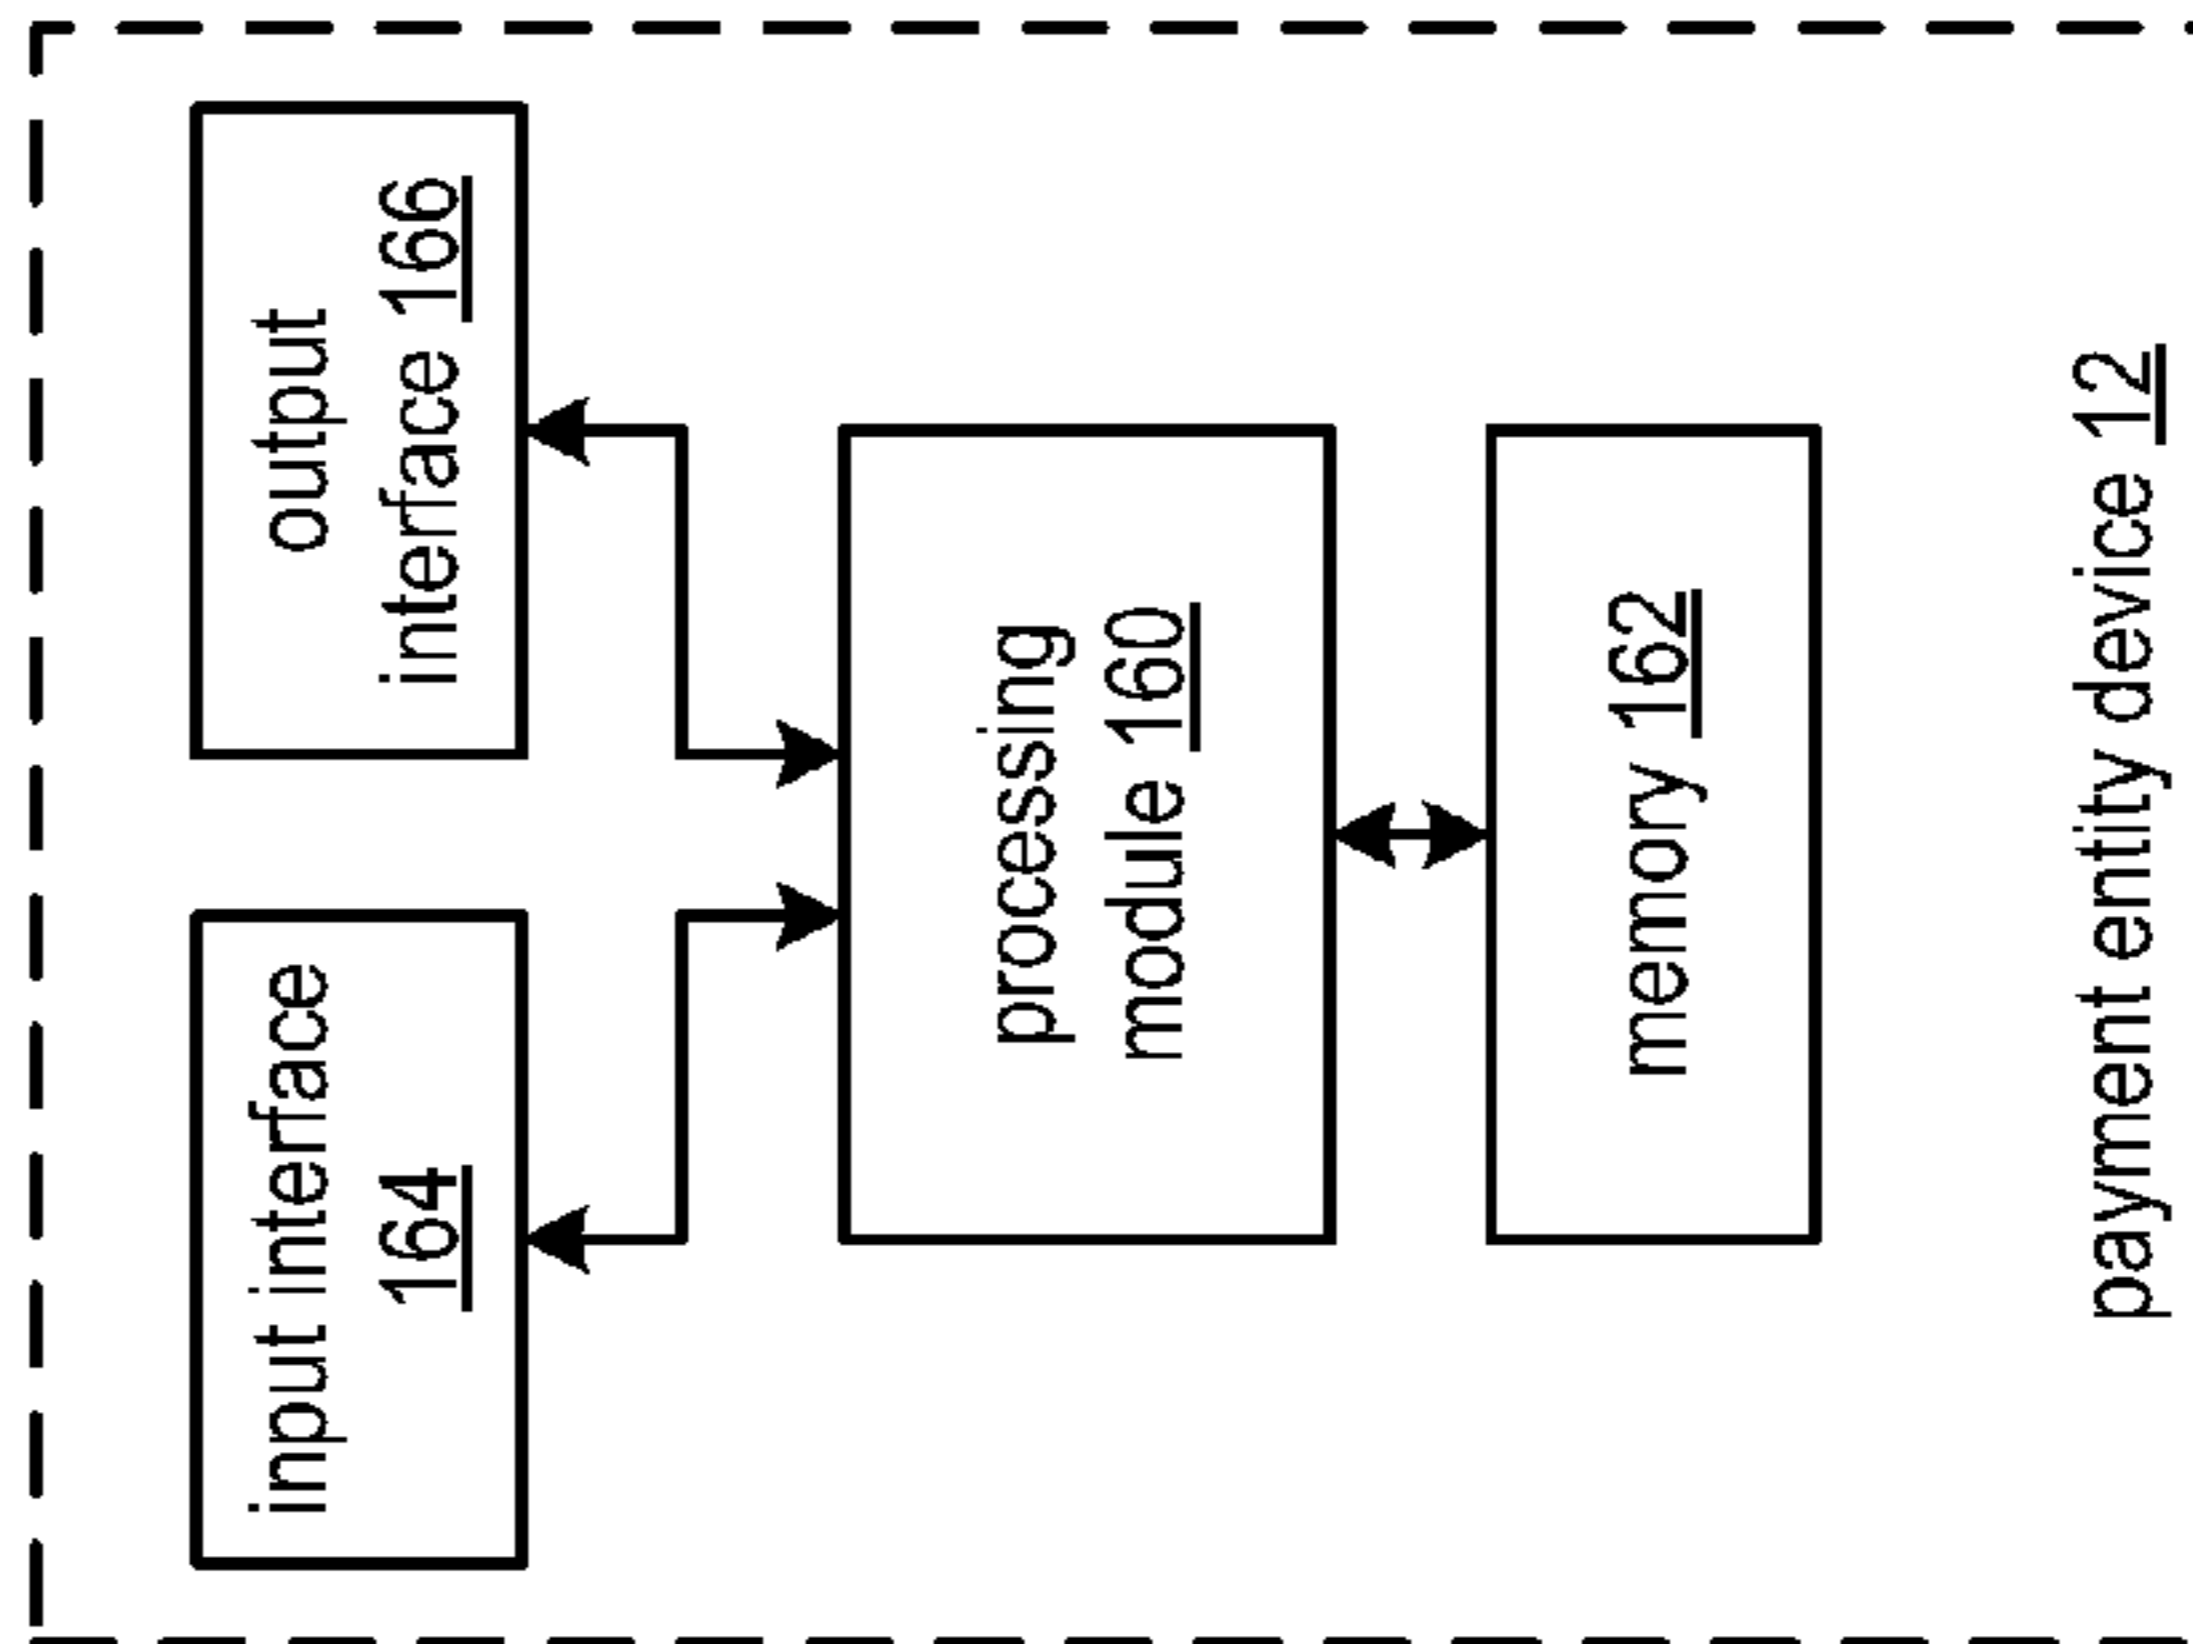 input interface
164
output
interface 166
processing
module 160
memory 162
payment entity device 12